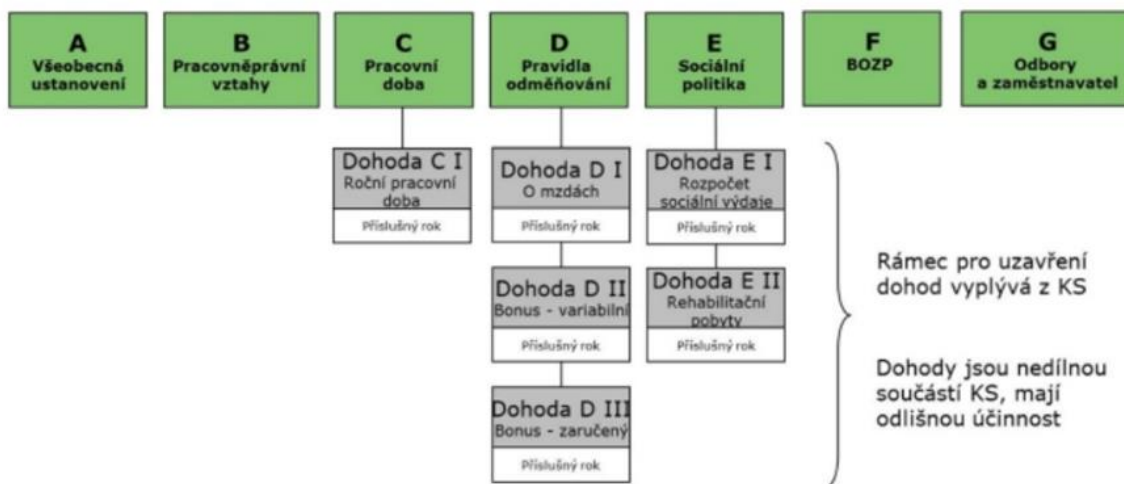 A
Všeobecná
ustanovení
B
Pracovněprávní
vztahy
C
Pracovní
doba
D
Pravidla
odměňování
E
Sociální
politika
F
BOZP
G
Odbory
a zaměstnavatel
Dohoda C I
Roční pracovní
doba
Příslušný rok
Dohoda D I
O mzdách
Příslušný rok
Dohoda D II
Bonus - variabilní
Příslušný rok
Dohoda D III
Bonus - zaručený
Příslušný rok
Dohoda E I
Rozpočet
sociální výdaje
Příslušný rok
Dohoda E II
Rehabilitační
pobyty
Příslušný rok
Rámec pro uzavření
dohod vyplývá z KS
Dohody jsou nedílnou
součástí KS, mají
odlišnou účinnost